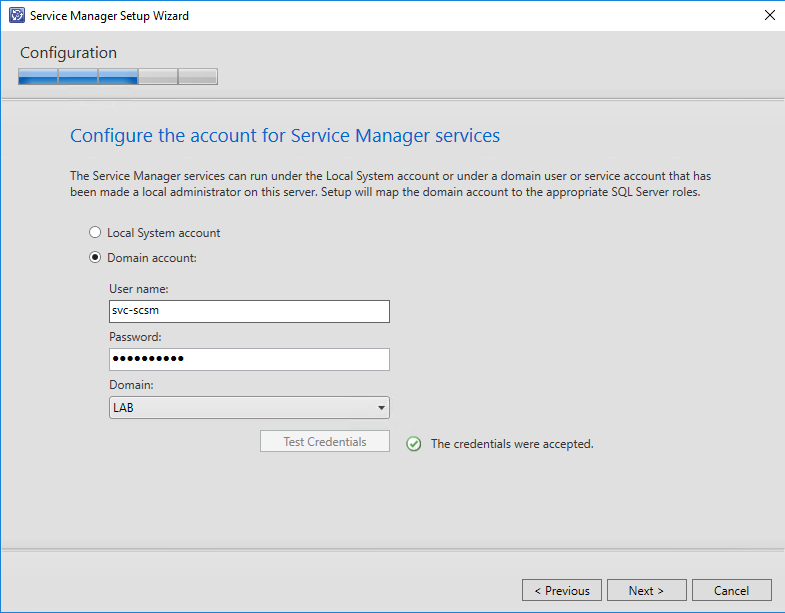 Service Manager Setup Wizard
Configuration
Configure the account for Service Manager services
The Service Manager services can run under the Local System account or under a domain user or service account that has
been made a local administrator on this server. Setup will map the domain account to the appropriate SQL Server roles.
Local System account
Domain account:
User name:
svc-scsm
Password:
●●●●●●●●●●
Domain:
LAB
Test Credentials
The credentials were accepted.
< Previous
Next >
Cancel